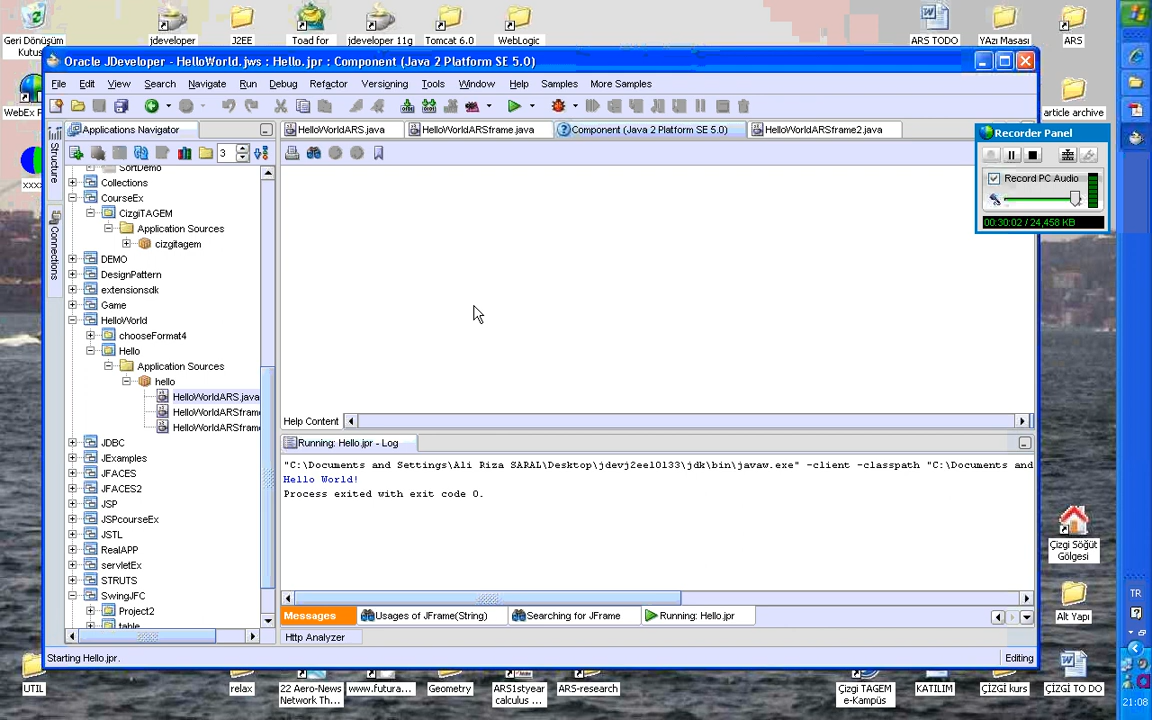 Geri Dönüşüm
Kutus
jdeveloper
J2EE
Toad for
jdeveloper 11g
Tomcat 6.0
WebLogic
ARS TODO
YAzı Masası
ARS
WebEx
xxxx
article archive
Oracle JDeveloper - HelloWorld.jws : Hello.jpr : Component (Java 2 Platform SE 5.0)
File Edit View Search Navigate Run Debug Refactor Versioning Tools Window Help Samples More Samples
Applications Navigator
HelloWorldARS.java
HelloWorldARSframe.java
Component (Java 2 Platform SE 5.0)
HelloWorldARSframe2.java
Structure
Connections
3
SortDemo
Collections
CourseEx
CizgiTAGEM
Application Sources
cizgitagem
DEMO
DesignPattern
extensionsdk
Game
HelloWorld
chooseFormat4
Hello
Application Sources
hello
HelloWorldARS.java
HelloWorldARSfram
HelloWorldARSfram
JDBC
JExamples
JFACES
JFACES2
JSP
JSPcourseEx
JSTL
RealAPP
servletEx
STRUTS
SwingJFC
Project2
table
Recorder Panel
Record PC Audio
00:30:02 / 24,458 KB
Help Content
Running: Hello.jpr - Log
"C:\Documents and Settings\Ali Riza SARAL\Desktop\jdevj2ee10133\jdk\bin\javaw.exe" -client -classpath "C:\Documents and
Hello World!
Process exited with exit code 0.
Messages
Usages of JFrame(String)
Searching for JFrame
Running: Hello.jpr
Http Analyzer
Starting Hello.jpr.
Editing
Çizgi Söğüt
Gölgesi
Alt Yapı
TR
UTIL
relax
22 Aero-News
Network Th...
www.futura...
Geometry
ARS1styear
calculus ...
ARS-research
Çizgi TAGEM
e-Kampüs
KATILIM
ÇİZGİ kurs
ÇİZGİ TO DO
21:08